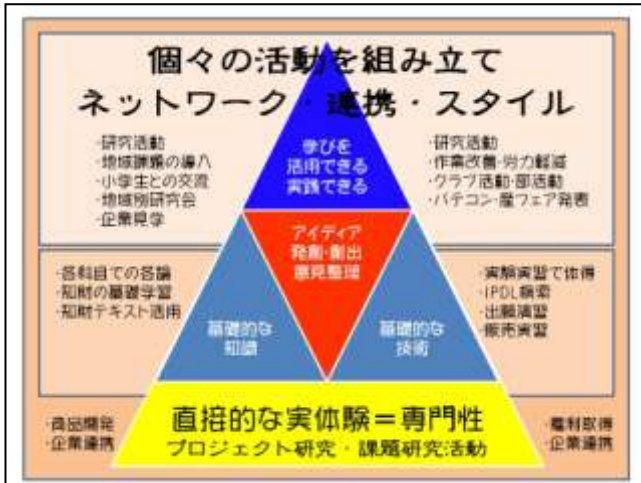 個々の活動を組み立て
ネットワーク・連携・スタイル
・研究活動
・地域課題の導入
・小学生との交流
・地域別研究会
・企業見学
学びを
活用できる
実践できる
・研究活動
・作業改善・労力軽減
・クラブ活動・部活動
・パテコン・産フェア発表
アイディア
発創・創出
意見整理
・各科目での各論
・知財の基礎学習
・知財テキスト活用
基礎的な
知識
基礎的な
技術
・実験実習で体得
・IPDL検索
・出願演習
・販売実習
・商品開発
・企業連携
直接的な実体験＝専門性
プロジェクト研究・課題研究活動
・権利取得
・企業連携